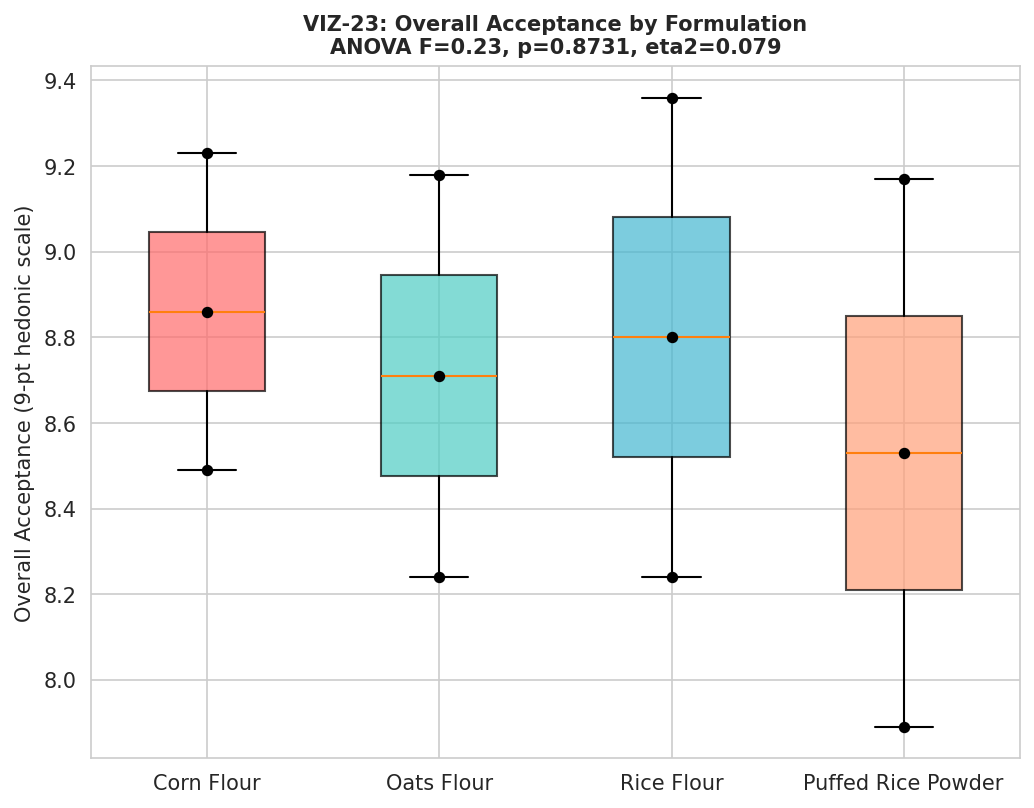 VIZ-23: Overall Acceptance by Formulation
ANOVA F=0.23, p=0.8731, eta2=0.079
Overall Acceptance (9-pt hedonic scale)
9.4
9.2
9.0
8.8
8.6
8.4
8.2
8.0
Corn Flour
Oats Flour
Rice Flour
Puffed Rice Powder